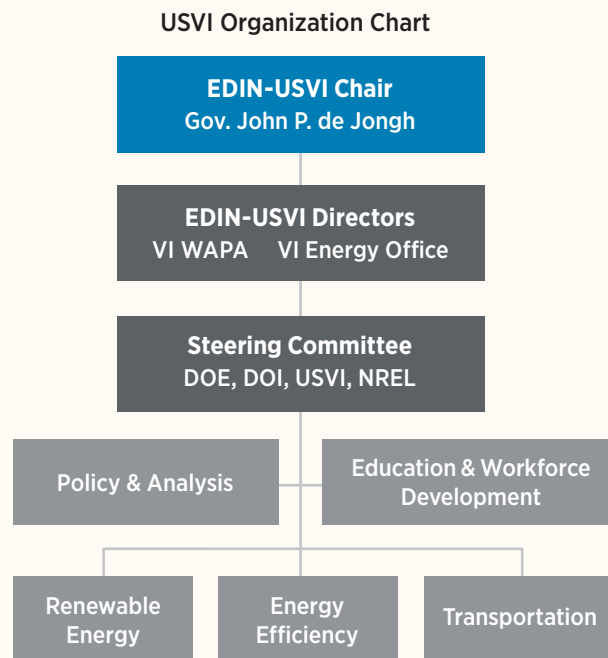 USVI Organization Chart
EDIN-USVI Chair
Gov. John P. de Jongh
EDIN-USVI Directors
VI WAPA VI Energy Office
Steering Committee
DOE, DOI, USVI, NREL
Policy & Analysis
Education & Workforce
Development
Renewable
Energy
Energy
Efficiency
Transportation